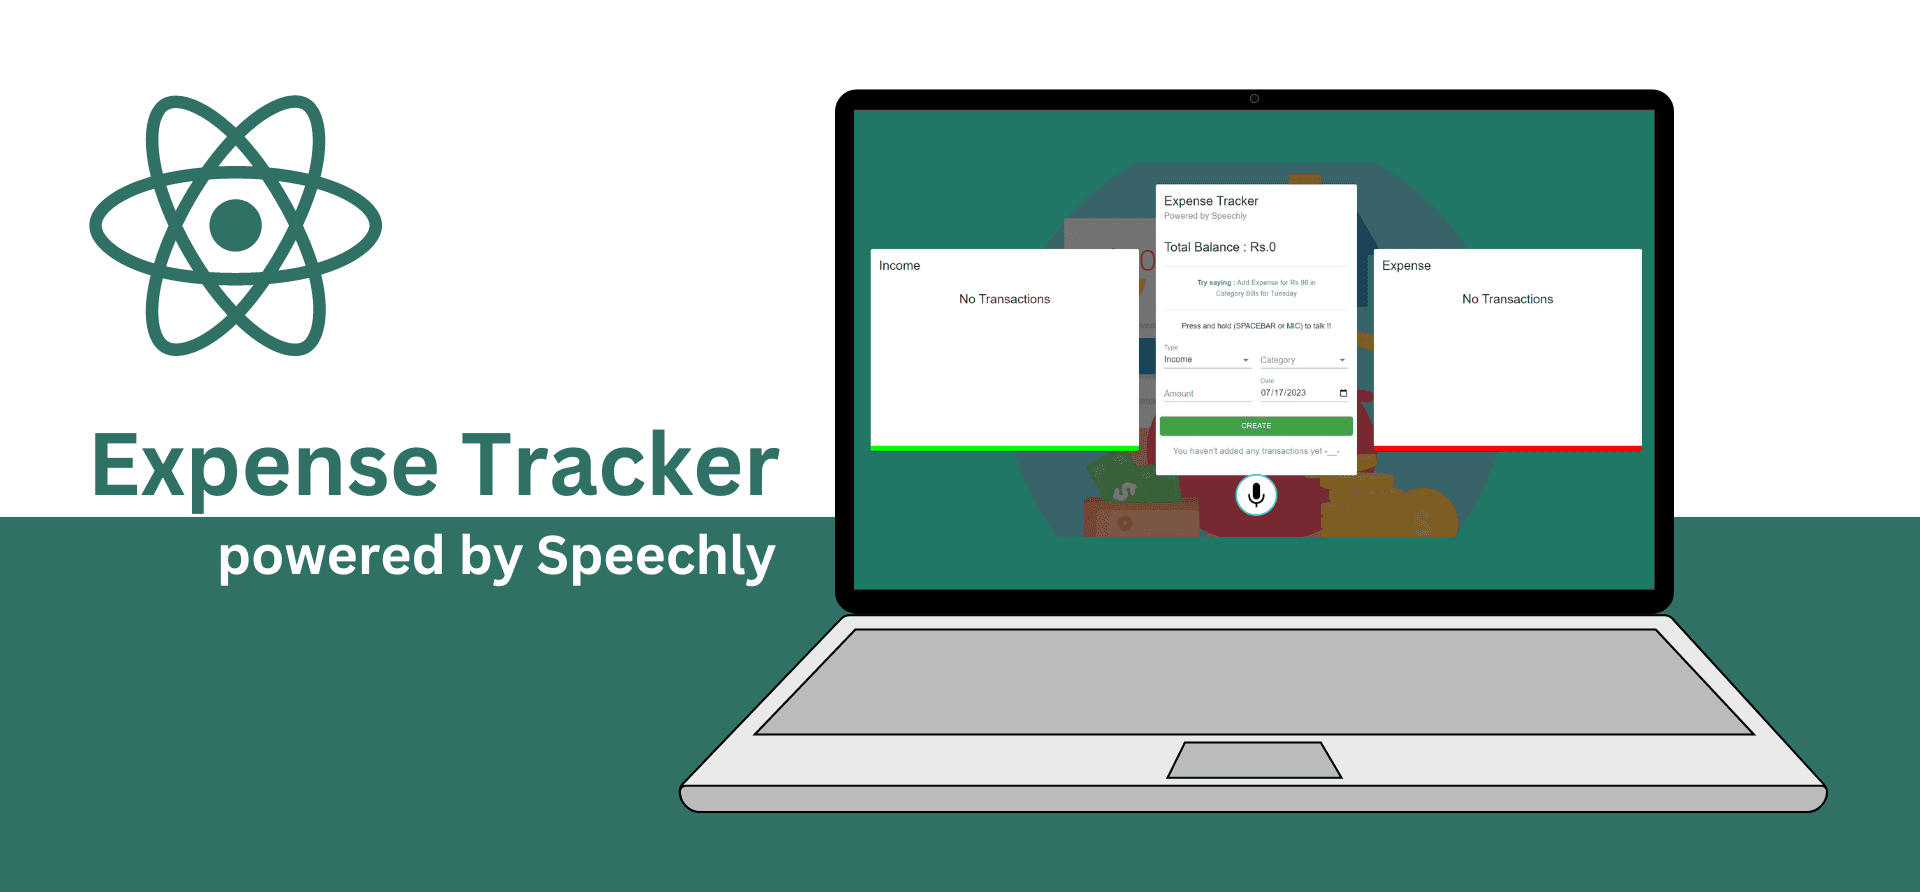 Expense Tracker
powered by Speechly
Income
No Transactions
Expense Tracker
Powered by Speechly
Total Balance : Rs.0
Try saying : Add Expense for Rs 96 in
Category Bills for Tuesday
Press and hold (SPACEBAR or MIC) to talk !!
Type
Income
Category
Amount
Date
07/17/2023
CREATE
You haven't added any transactions yet -__-
Expense
No Transactions